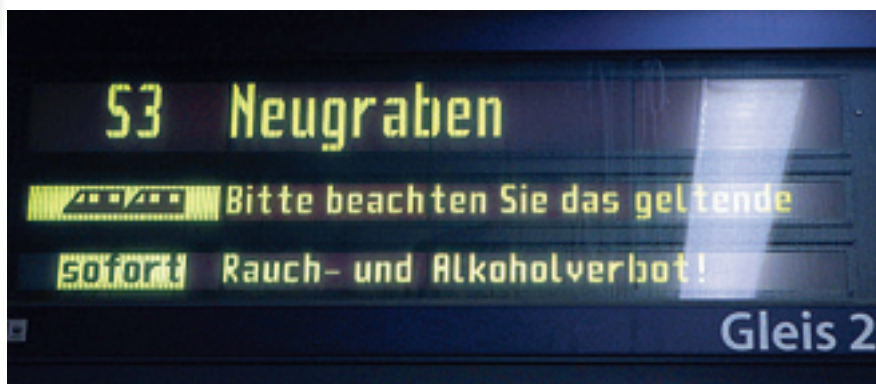 S3 Neugraben
Bitte beachten Sie das geltende
sofort Rauch- und Alkoholverbot!
Gleis 2